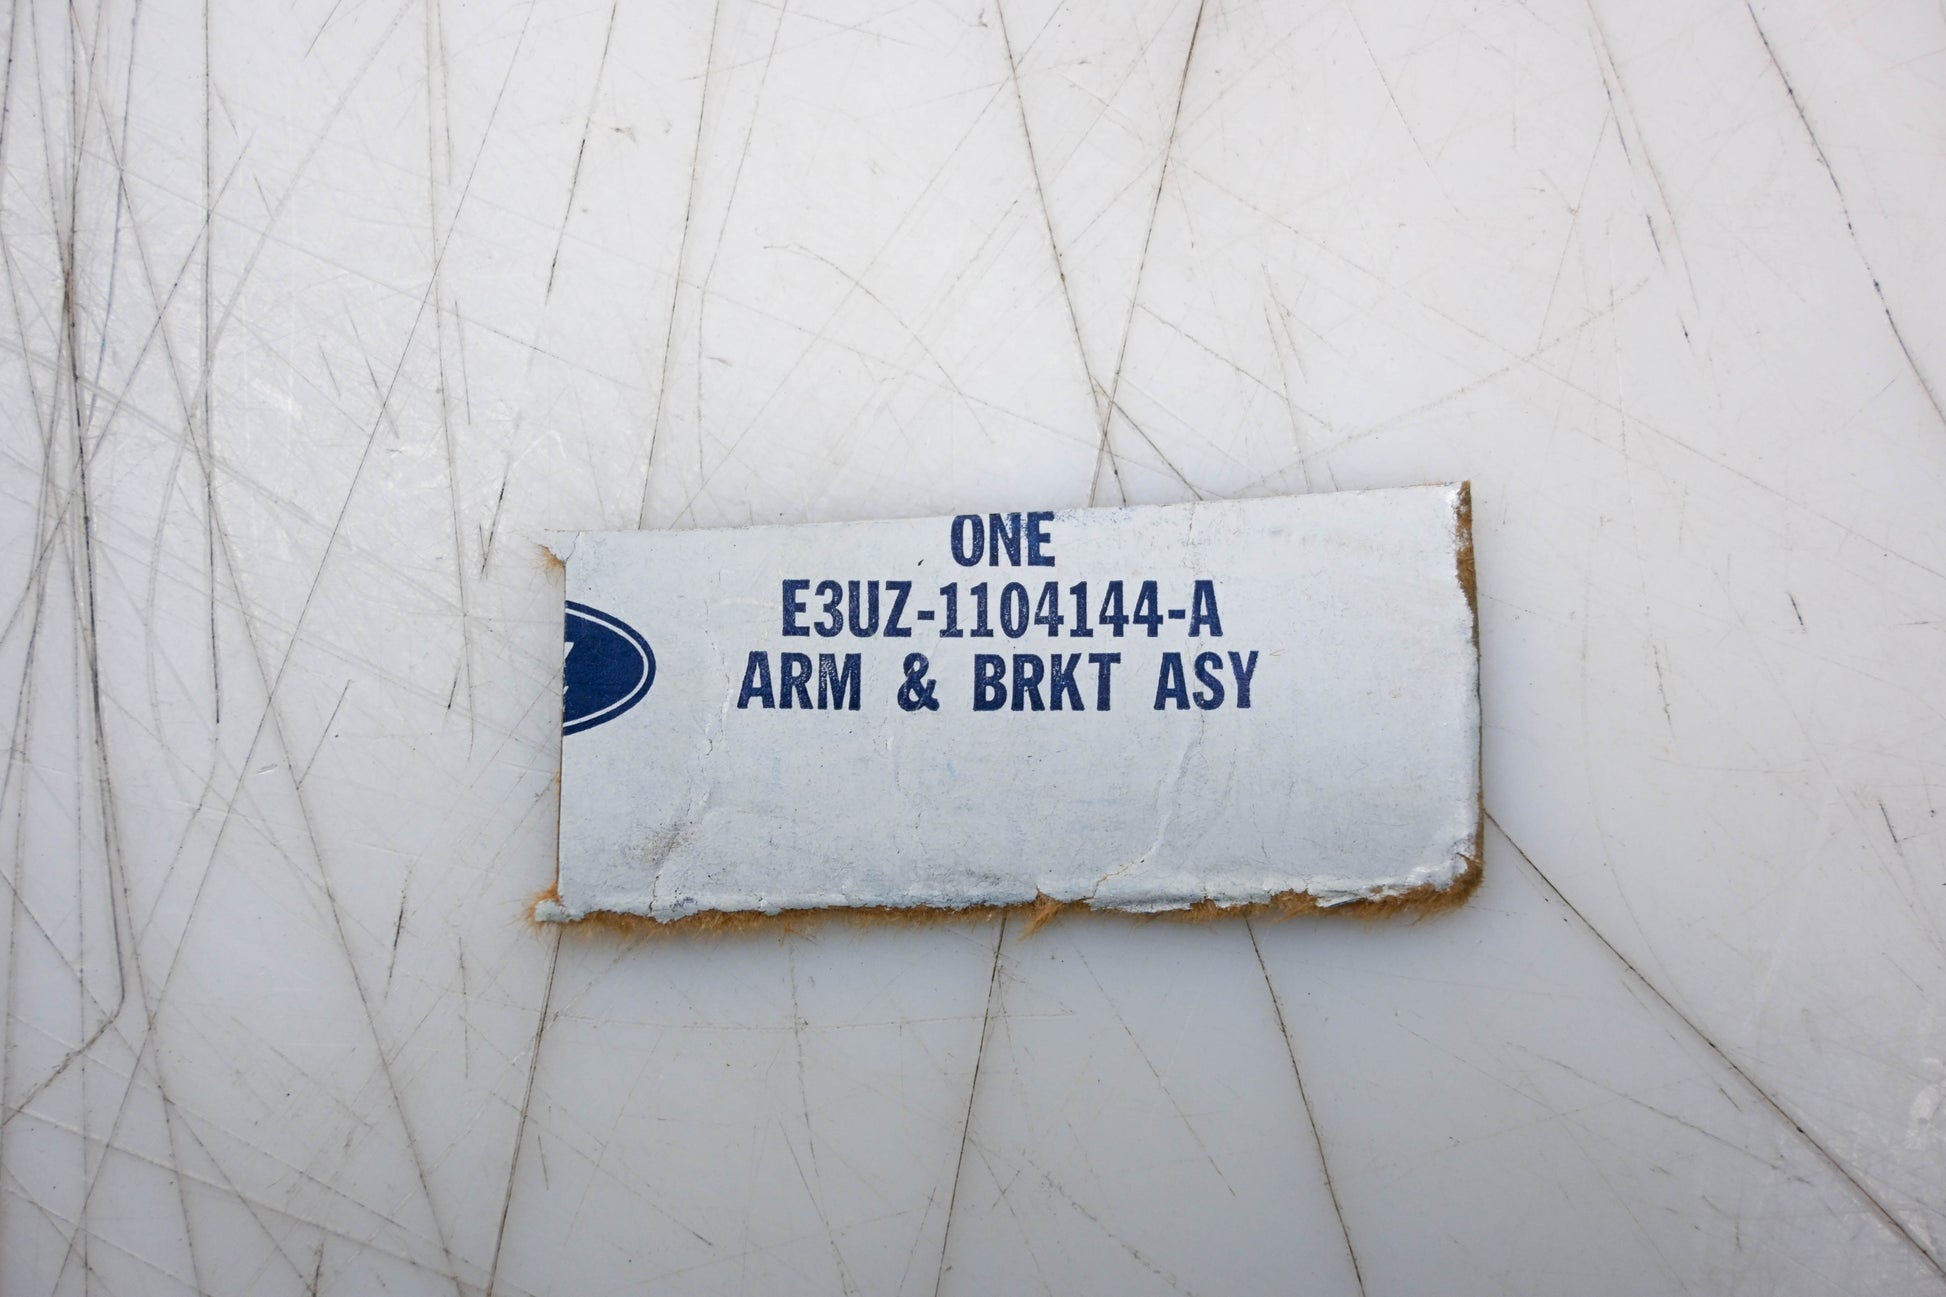 ONE
E3UZ-1104144-A
ARM & BRKT ASY